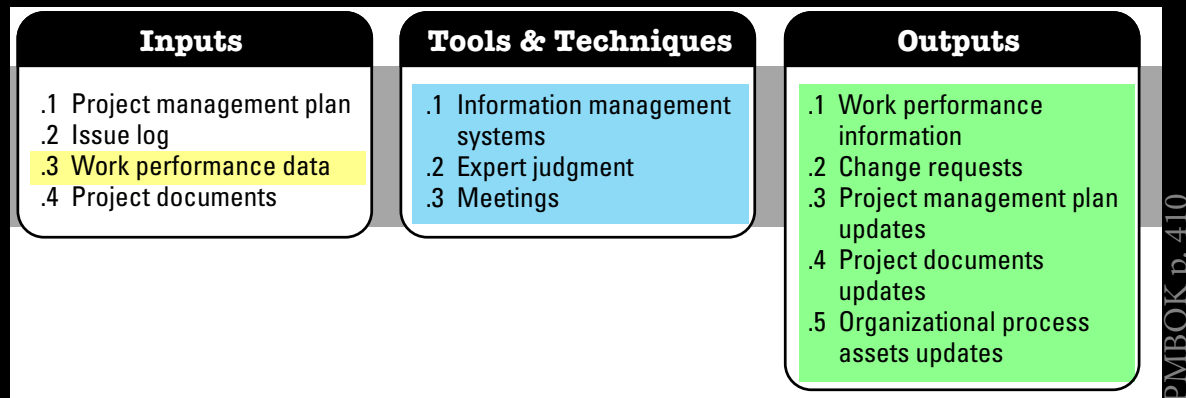 Inputs
.1 Project management plan
.2 Issue log
.3 Work performance data
.4 Project documents
Tools & Techniques
.1 Information management
systems
.2 Expert judgment
.3 Meetings
Outputs
.1 Work performance
information
.2 Change requests
.3 Project management plan
updates
.4 Project documents
updates
.5 Organizational process
assets updates
PMBOK p. 410